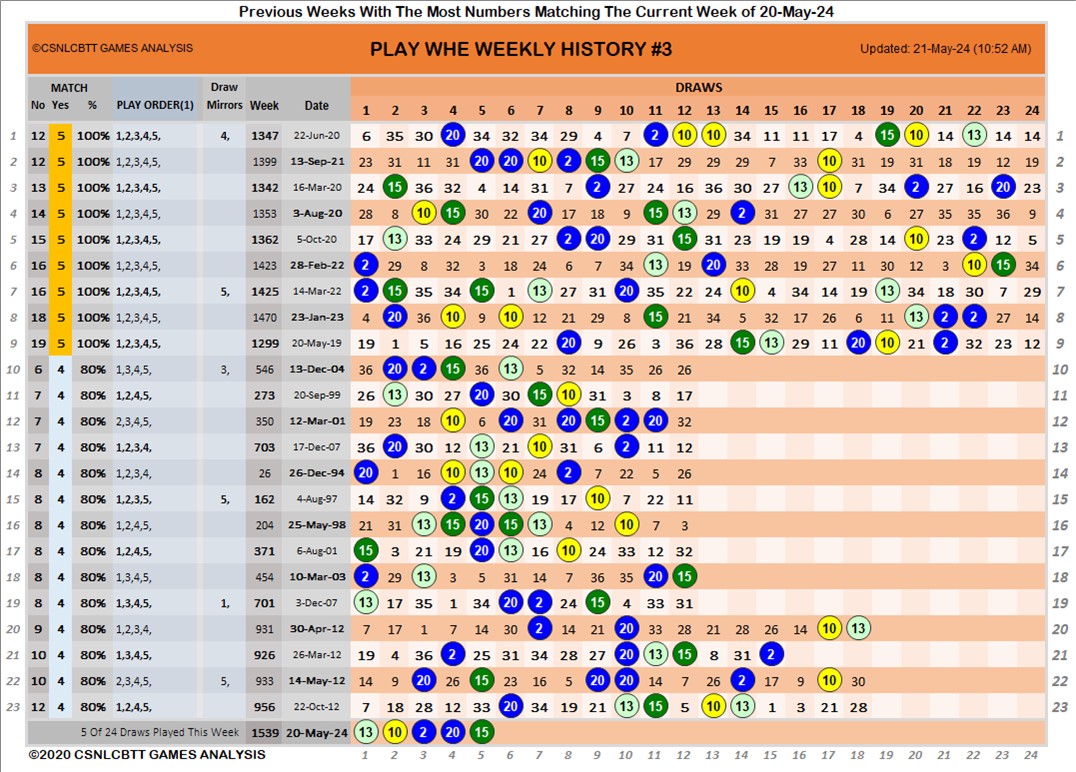 Previous Weeks With The Most Numbers Matching The Current Week of 20-May-24
©CSNLCBTT GAMES ANALYSIS PLAY WHE WEEKLY HISTORY #3 Updated: 21-May-24 (10:52 AM)
MATCH Draw DRAWS
No Yes % PLAY ORDER(1) Mirrors Week Date 1 2 3 4 5 6 7 8 9 10 11 12 13 14 15 16 17 18 19 20 21 22 23 24
1 12 5 100% 1,2,3,4,5, 4, 1347 22-Jun-20 6 35 30 20 34 32 34 29 4 7 2 10 13 34 11 11 17 4 15 20 14 13 14 14 1
2 12 5 100% 1,2,3,4,5, 1399 13-Sep-21 23 31 11 31 20 20 10 2 15 13 17 29 29 29 7 33 10 31 19 31 18 19 12 19 2
3 13 5 100% 1,2,3,4,5, 1342 16-Mar-20 24 15 36 32 4 14 31 7 2 27 24 16 36 30 27 13 10 7 34 20 27 16 20 23 3
4 14 5 100% 1,2,3,4,5, 1353 3-Aug-20 28 8 10 15 30 22 20 17 18 9 15 13 29 2 31 27 27 30 6 27 35 35 36 9 4
5 15 5 100% 1,2,3,4,5, 1362 5-Oct-20 17 13 33 24 29 21 27 2 20 29 31 15 31 23 19 19 4 28 14 10 23 2 12 5 5
6 16 5 100% 1,2,3,4,5, 1423 28-Feb-22 2 29 8 32 3 18 24 6 7 34 13 19 20 33 28 19 27 11 30 12 3 10 15 34 6
7 16 5 100% 1,2,3,4,5, 5, 1425 14-Mar-22 2 15 35 34 15 1 13 27 31 20 35 22 24 10 4 34 14 19 13 34 18 30 7 29 7
8 18 5 100% 1,2,3,4,5, 1470 23-Jan-23 4 20 36 10 9 10 12 21 29 8 15 21 34 5 32 17 26 6 11 13 2 2 27 14 8
9 19 5 100% 1,2,3,4,5, 1299 20-May-19 19 1 5 16 25 24 22 20 9 26 3 36 28 15 13 29 11 20 10 21 2 32 23 12 9
10 6 4 80% 1,3,4,5, 3, 546 13-Dec-04 36 20 2 15 36 13 5 32 14 35 26 26 10
11 7 4 80% 1,2,4,5, 273 20-Sep-99 26 13 30 27 20 30 15 10 31 3 8 17 11
12 7 4 80% 2,3,4,5, 350 12-Mar-01 19 23 18 10 6 20 31 20 15 2 20 32 12
13 7 4 80% 1,2,3,4, 703 17-Dec-07 36 20 30 12 13 21 10 31 6 2 11 12 13
14 8 4 80% 1,2,3,4, 26 26-Dec-94 20 1 16 10 13 10 24 2 7 22 5 26 14
15 8 4 80% 1,2,3,5, 5, 162 4-Aug-97 14 32 9 2 15 13 19 17 10 7 22 11 15
16 8 4 80% 1,2,4,5, 204 25-May-98 21 31 13 15 20 15 13 4 12 10 7 3 16
17 8 4 80% 1,2,4,5, 371 6-Aug-01 15 3 21 19 20 13 16 10 24 33 12 32 17
18 8 4 80% 1,3,4,5, 454 10-Mar-03 2 29 13 3 5 31 14 7 36 35 20 15 18
19 8 4 80% 1,3,4,5, 1, 701 3-Dec-07 13 17 35 1 34 20 2 24 15 4 33 31 19
20 9 4 80% 1,2,3,4, 931 30-Apr-12 7 17 1 7 14 30 2 14 21 20 33 28 21 28 26 14 10 13 20
21 10 4 80% 1,3,4,5, 926 26-Mar-12 19 4 36 2 25 31 34 28 27 20 13 15 8 31 2 21
22 10 4 80% 2,3,4,5, 5, 933 14-May-12 14 9 20 26 15 23 16 5 20 20 14 7 26 2 17 9 10 30 22
23 12 4 80% 1,2,4,5, 956 22-Oct-12 7 18 28 12 33 20 34 19 21 13 15 5 10 13 1 3 21 28 23
5 Of 24 Draws Played This Week 1539 20-May-24 13 10 2 20 15
©2020 CSNLCBTT GAMES ANALYSIS 1 2 3 4 5 6 7 8 9 10 11 12 13 14 15 16 17 18 19 20 21 22 23 24